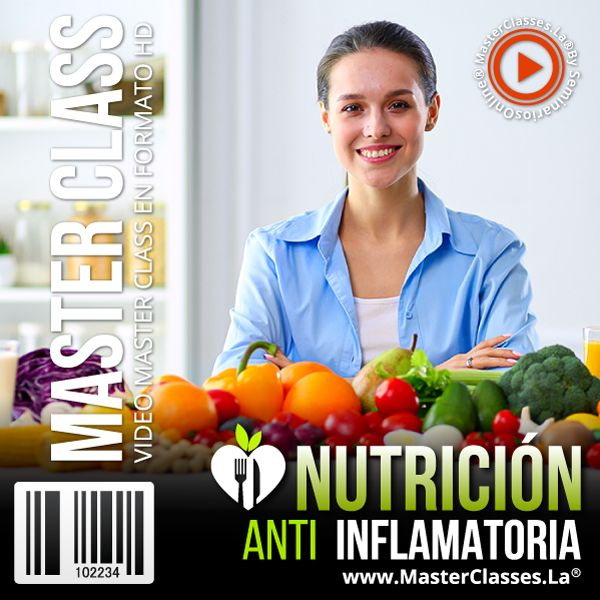 MASTER CLASS
VIDEO MASTER CLASS EN FORMATO HD
MasterClasses.La® By SeminariosOnline®
NUTRICIÓN
ANTI INFLAMATORIA
www.MasterClasses.La®
102234